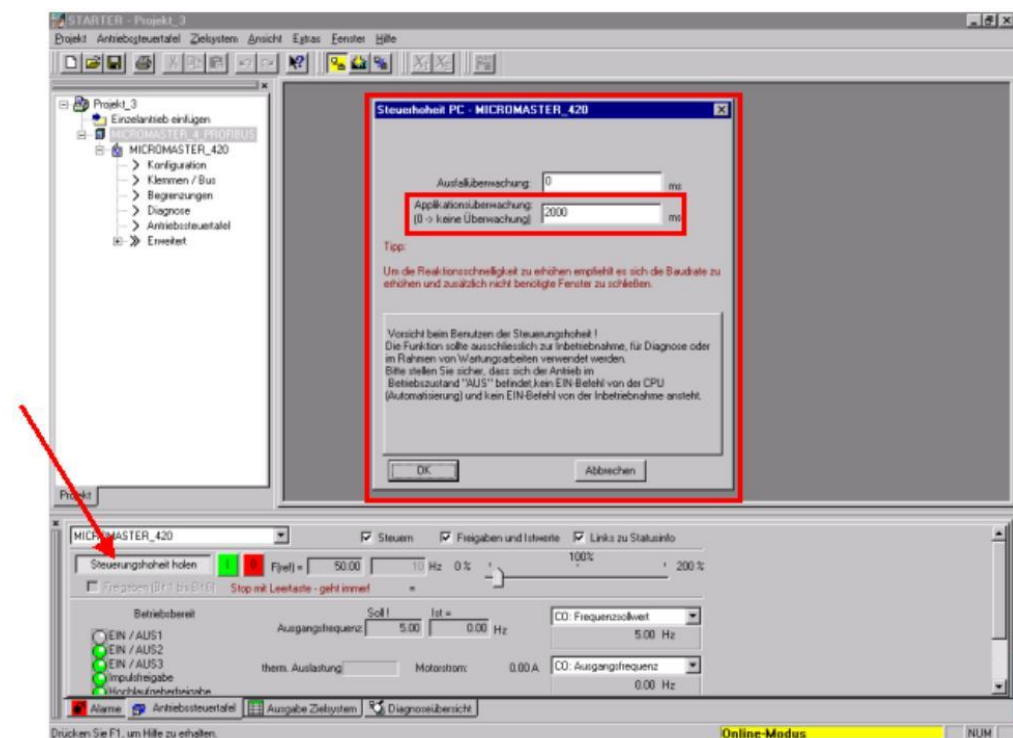 STARTER - Projekt_3
Projekt Antriebssteuertafel Zielsystem Ansicht Extras Fenster Hilfe
Projekt_3
Einzelantrieb einfügen
MICROMASTER_4_PROFIBUS
MICROMASTER_420
Konfiguration
Klemmen / Bus
Begrenzungen
Diagnose
Antriebssteuertafel
Erweitert
Projekt
Steuerhoheit PC - MICROMASTER_420
Ausfallüberwachung: 0 ms
Applikationsüberwachung:
(0 -> keine Überwachung) 2000 ms
Tipp:
Um die Reaktionsschnelligkeit zu erhöhen empfiehlt es sich die Baudrate zu
erhöhen und zusätzlich nicht benötigte Fenster zu schließen.
Vorsicht beim Benutzen der Steuerungshoheit !
Die Funktion sollte ausschliesslich zur Inbetriebnahme, für Diagnose oder
im Rahmen von Wartungsarbeiten verwendet werden.
Bitte stellen Sie sicher, dass sich der Antrieb im
Betriebszustand "AUS" befindet,kein EIN-Befehl von der CPU
(Automatisierung) und kein EIN-Befehl von der Inbetriebnahme ansteht.
OK Abbrechen
MICROMASTER_420 Steuern Freigaben und Istwerte Links zu Statusinfo
Steuerungshoheit holen I 0 F(ref) = 50.00 10 Hz 0 % 100% 200 %
Freigaben (Bit 1 bis Bit 6) Stop mit Leertaste - geht immer! =
Betriebsbereit Soll ! Ist =
Ausgangsfrequenz: 5.00 0.00 Hz
CO: Frequenzsollwert
5.00 Hz
EIN / AUS1
EIN / AUS2
EIN / AUS3
Impulsfreigabe
Hochlaufgeberfreigabe
therm. Auslastung Motorstrom: 0.00 A
CO: Ausgangsfrequenz
0.00 Hz
Alarme Antriebssteuertafel Ausgabe Zielsystem Diagnoseübersicht
Drücken Sie F1, um Hilfe zu erhalten. Online-Modus NUM